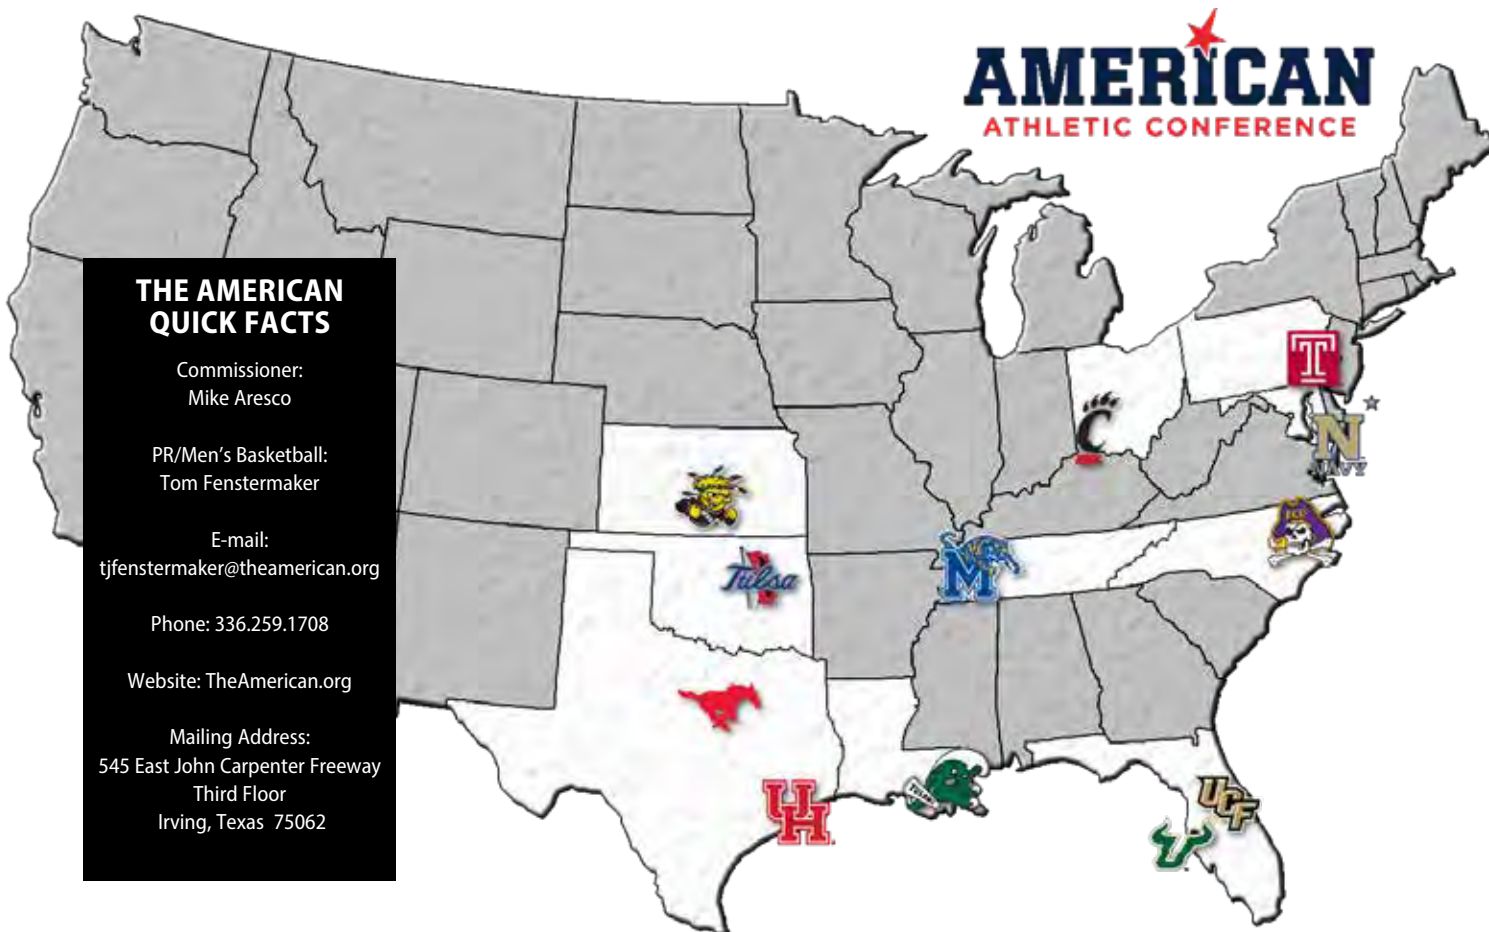 AMERICAN
ATHLETIC CONFERENCE
THE AMERICAN
QUICK FACTS
Commissioner:
Mike Aresco
PR/Men's Basketball:
Tom Fenstermaker
E-mail:
tjfenstermaker@theamerican.org
Phone: 336.259.1708
Website: TheAmerican.org
Mailing Address:
545 East John Carpenter Freeway
Third Floor
Irving, Texas 75062
T
C
N
NAVY
ECU
M
Tulsa
UH
TULANE
UCF